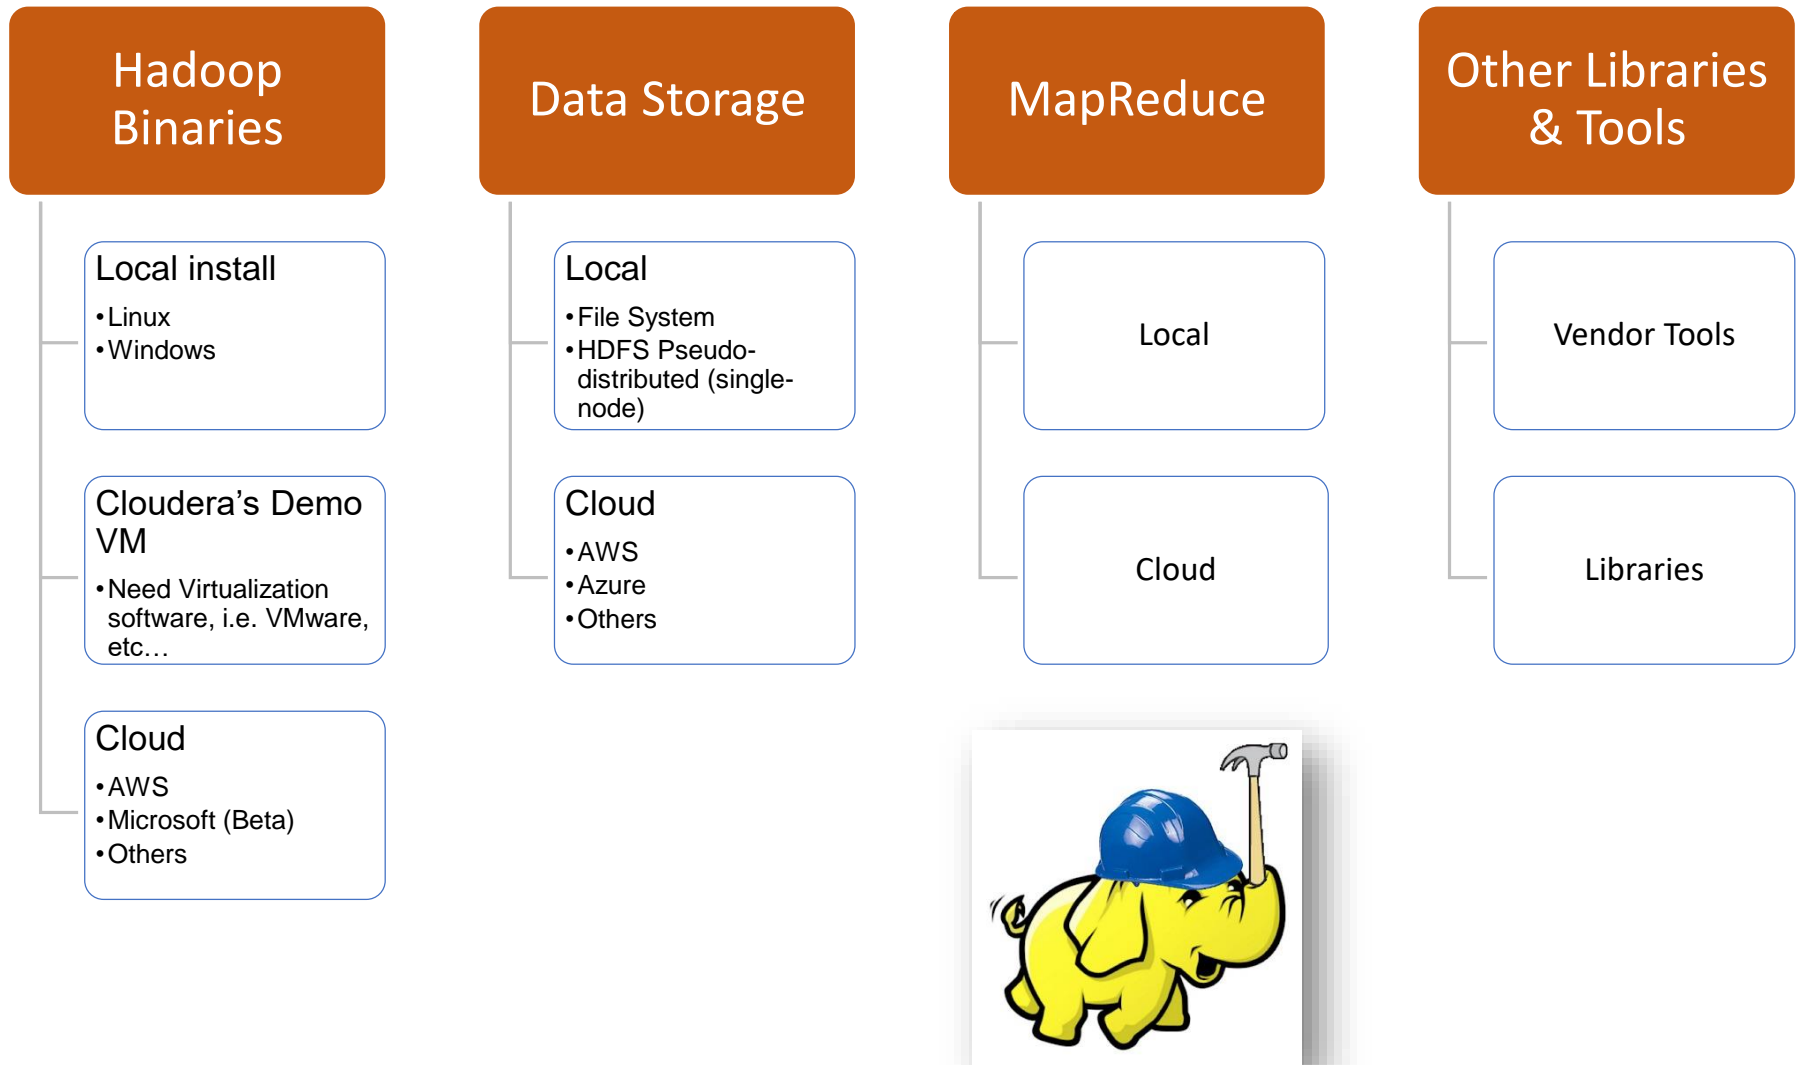 Hadoop
Binaries
Local install
•Linux
•Windows
Cloudera’s Demo
VM
•Need Virtualization
software, i.e. VMware,
etc…
Cloud
•AWS
•Microsoft (Beta)
•Others
Data Storage
Local
•File System
•HDFS Pseudo-
distributed (single-
node)
Cloud
•AWS
•Azure
•Others
MapReduce
Local
Cloud
Other Libraries
& Tools
Vendor Tools
Libraries